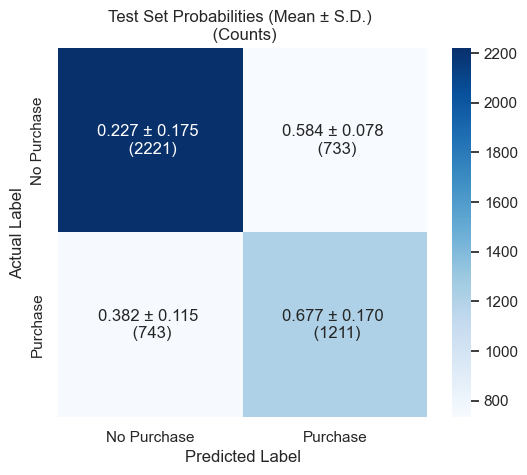 Test Set Probabilities (Mean ± S.D.)
(Counts)
Actual Label
No Purchase
Purchase
0.227 ± 0.175
(2221)
0.584 ± 0.078
(733)
0.382 ± 0.115
(743)
0.677 ± 0.170
(1211)
No Purchase
Purchase
Predicted Label
2200
2000
1800
1600
1400
1200
1000
800